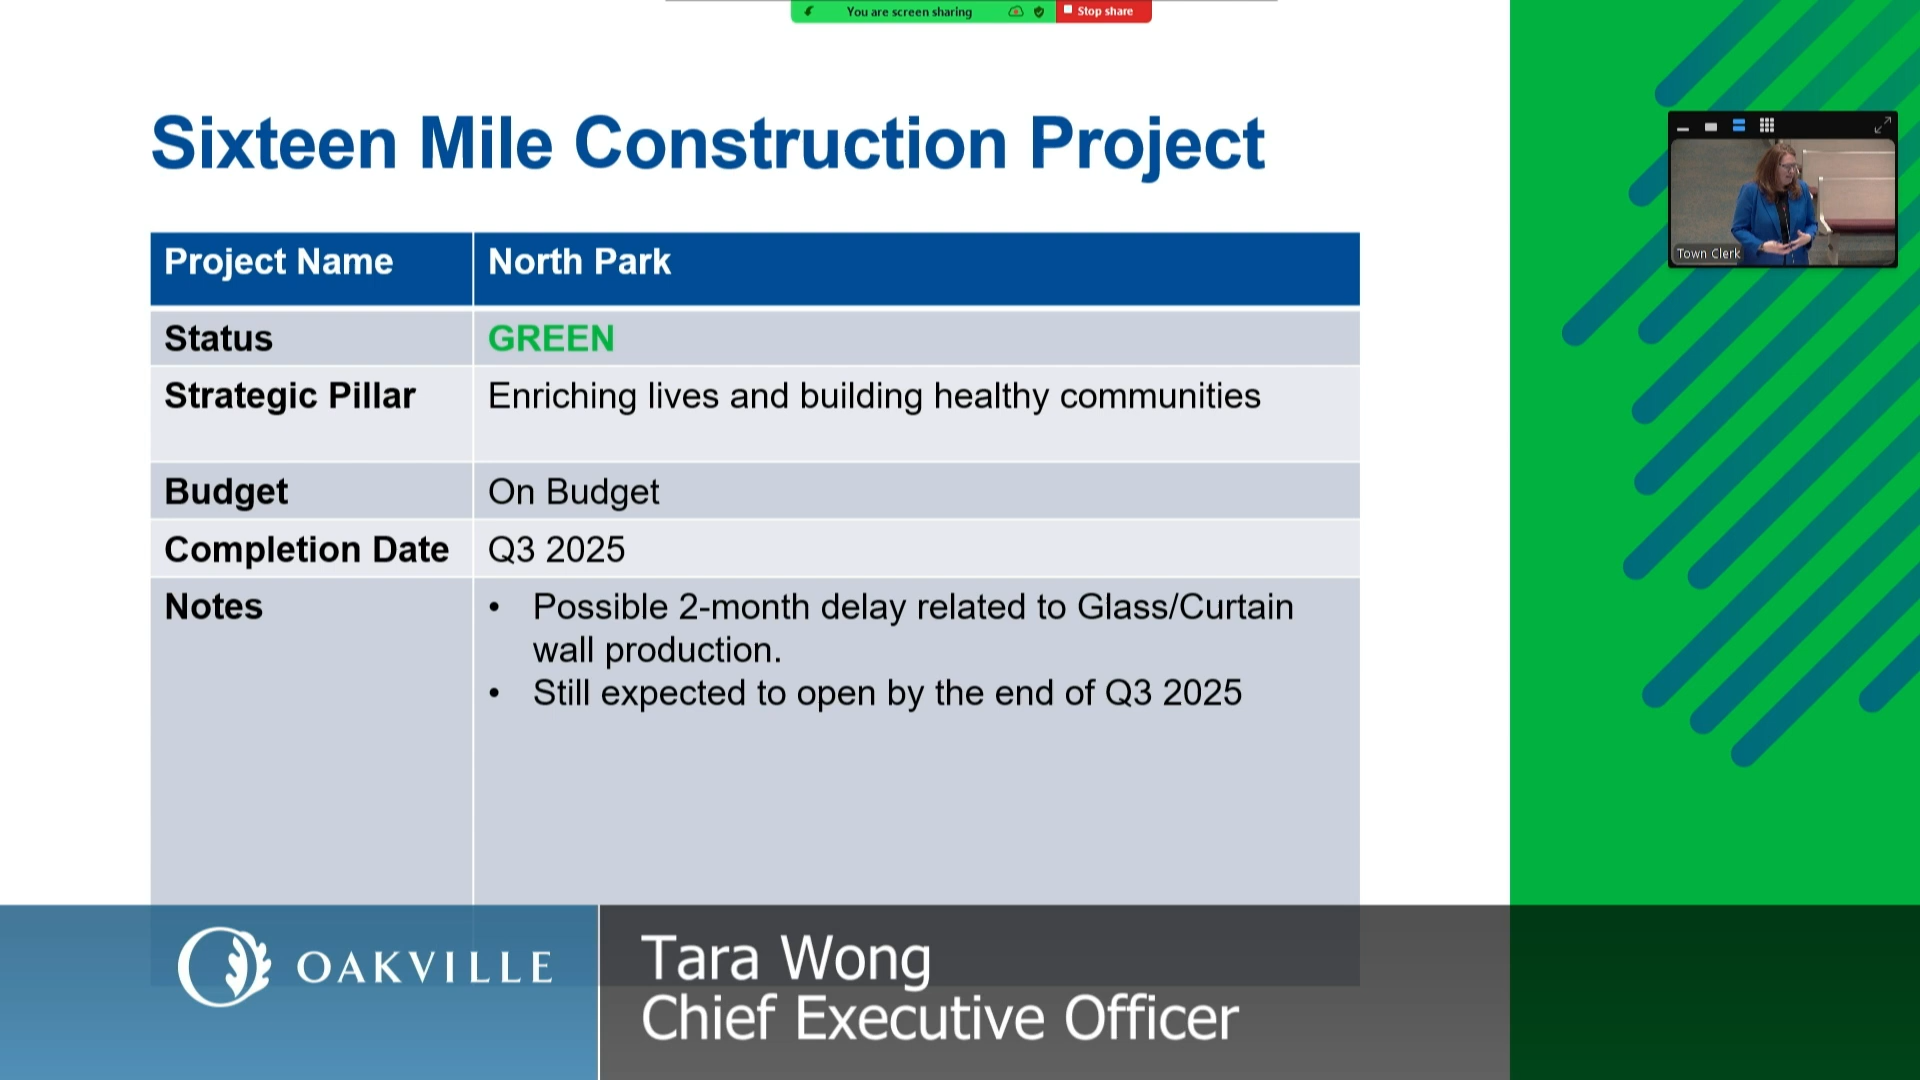 You are screen sharing
Stop share
Sixteen Mile Construction Project
Town Clerk
Project Name North Park
Status GREEN
Strategic Pillar Enriching lives and building healthy communities
Budget On Budget
Completion Date Q3 2025
Notes • Possible 2-month delay related to Glass/Curtain
wall production.
• Still expected to open by the end of Q3 2025
OAKVILLE
Tara Wong
Chief Executive Officer